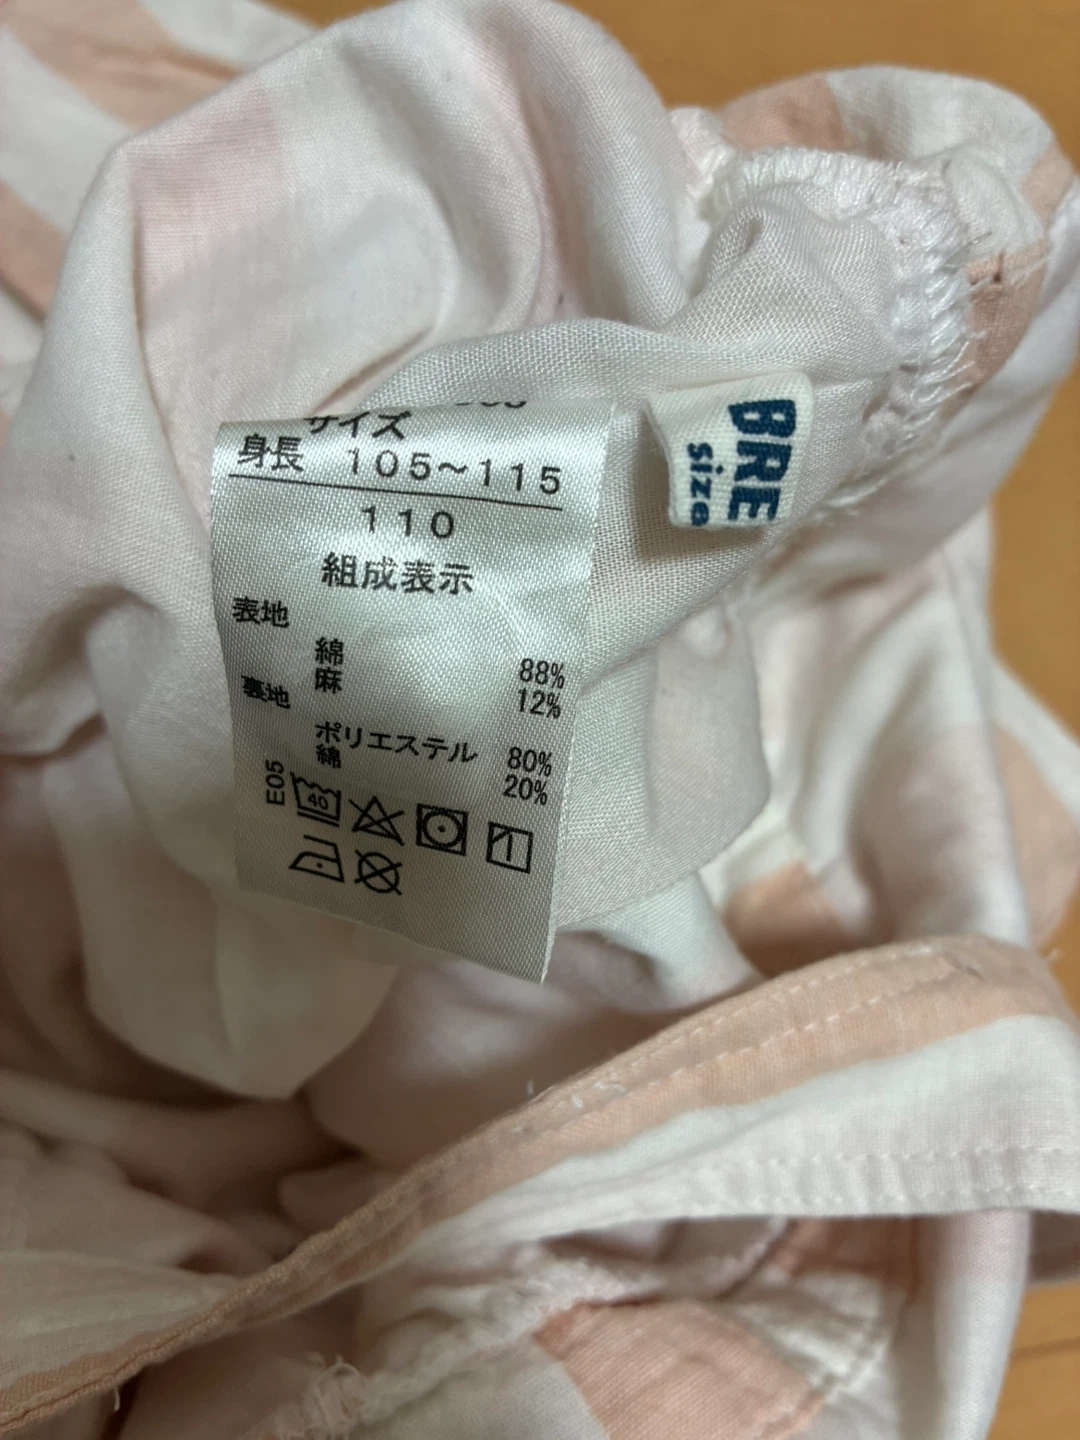 サイズ
身長 105～115
110
組成表示
表地
綿 88%
麻 12%
裏地
ポリエステル 80%
綿 20%
E05
40
BRE
size